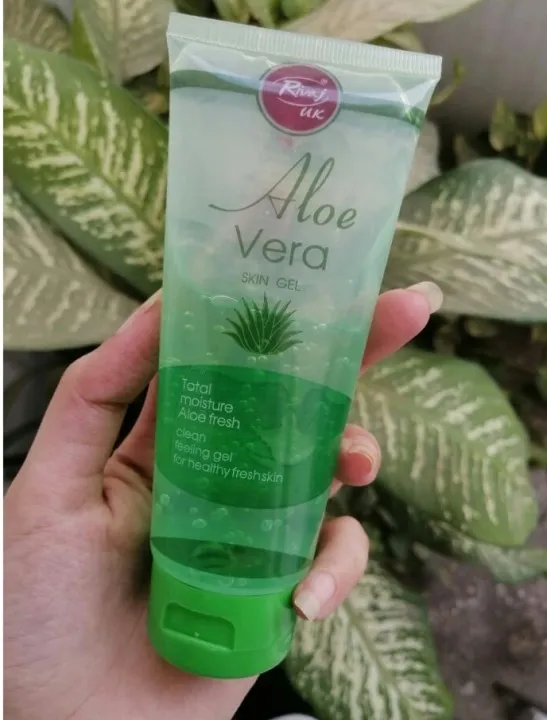 Rivaj®
UK
Aloe
Vera
SKIN GEL
Total
moisture
Aloe fresh
clean
feeling gel
for healthy fresh skin